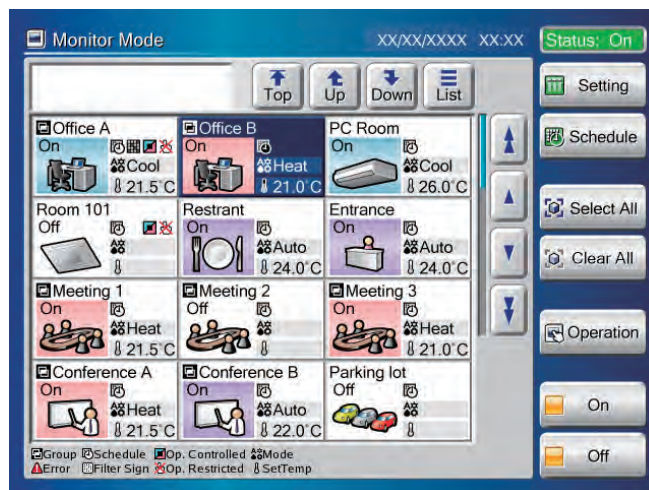 Monitor Mode XX/XX/XXXX XX:XX Status: On
Top Up Down List Setting
Office A Office B PC Room
On On On
Cool Heat Cool
21.5°C 21.0°C 26.0°C
Schedule
Room 101 Restrant Entrance
Off On On
Auto Auto
24.0°C 24.0°C
Select All
Clear All
Meeting 1 Meeting 2 Meeting 3
On Off On
Heat Heat
21.5°C 21.0°C
Operation
Conference A Conference B Parking lot
On On Off
Heat Auto
21.5°C 22.0°C
On
Off
Group Schedule Op. Controlled Mode
Error Filter Sign Op. Restricted SetTemp